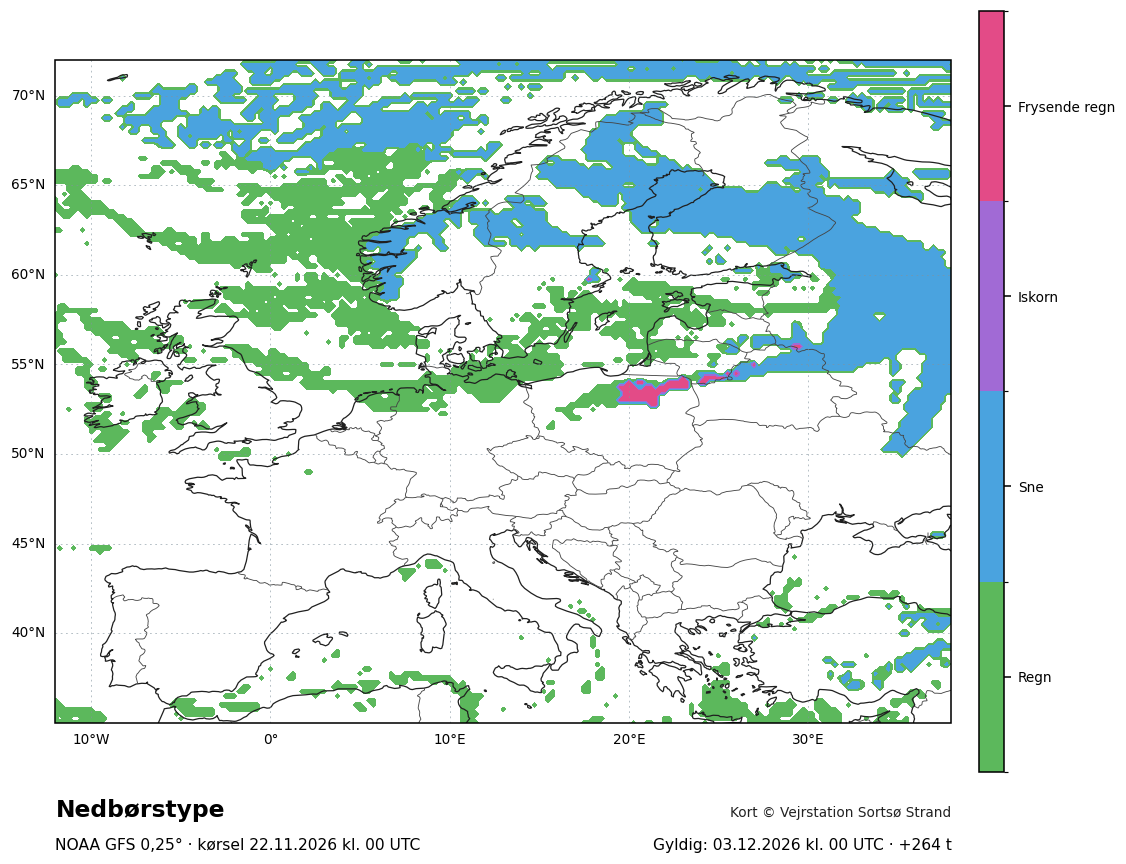 70°N
65°N
60°N
55°N
50°N
45°N
40°N
10°W 0° 10°E 20°E 30°E
Frysende regn
Iskorn
Sne
Regn
Nedbørstype
Kort © Vejrstation Sortsø Strand
NOAA GFS 0,25° · kørsel 22.11.2026 kl. 00 UTC
Gyldig: 03.12.2026 kl. 00 UTC · +264 t